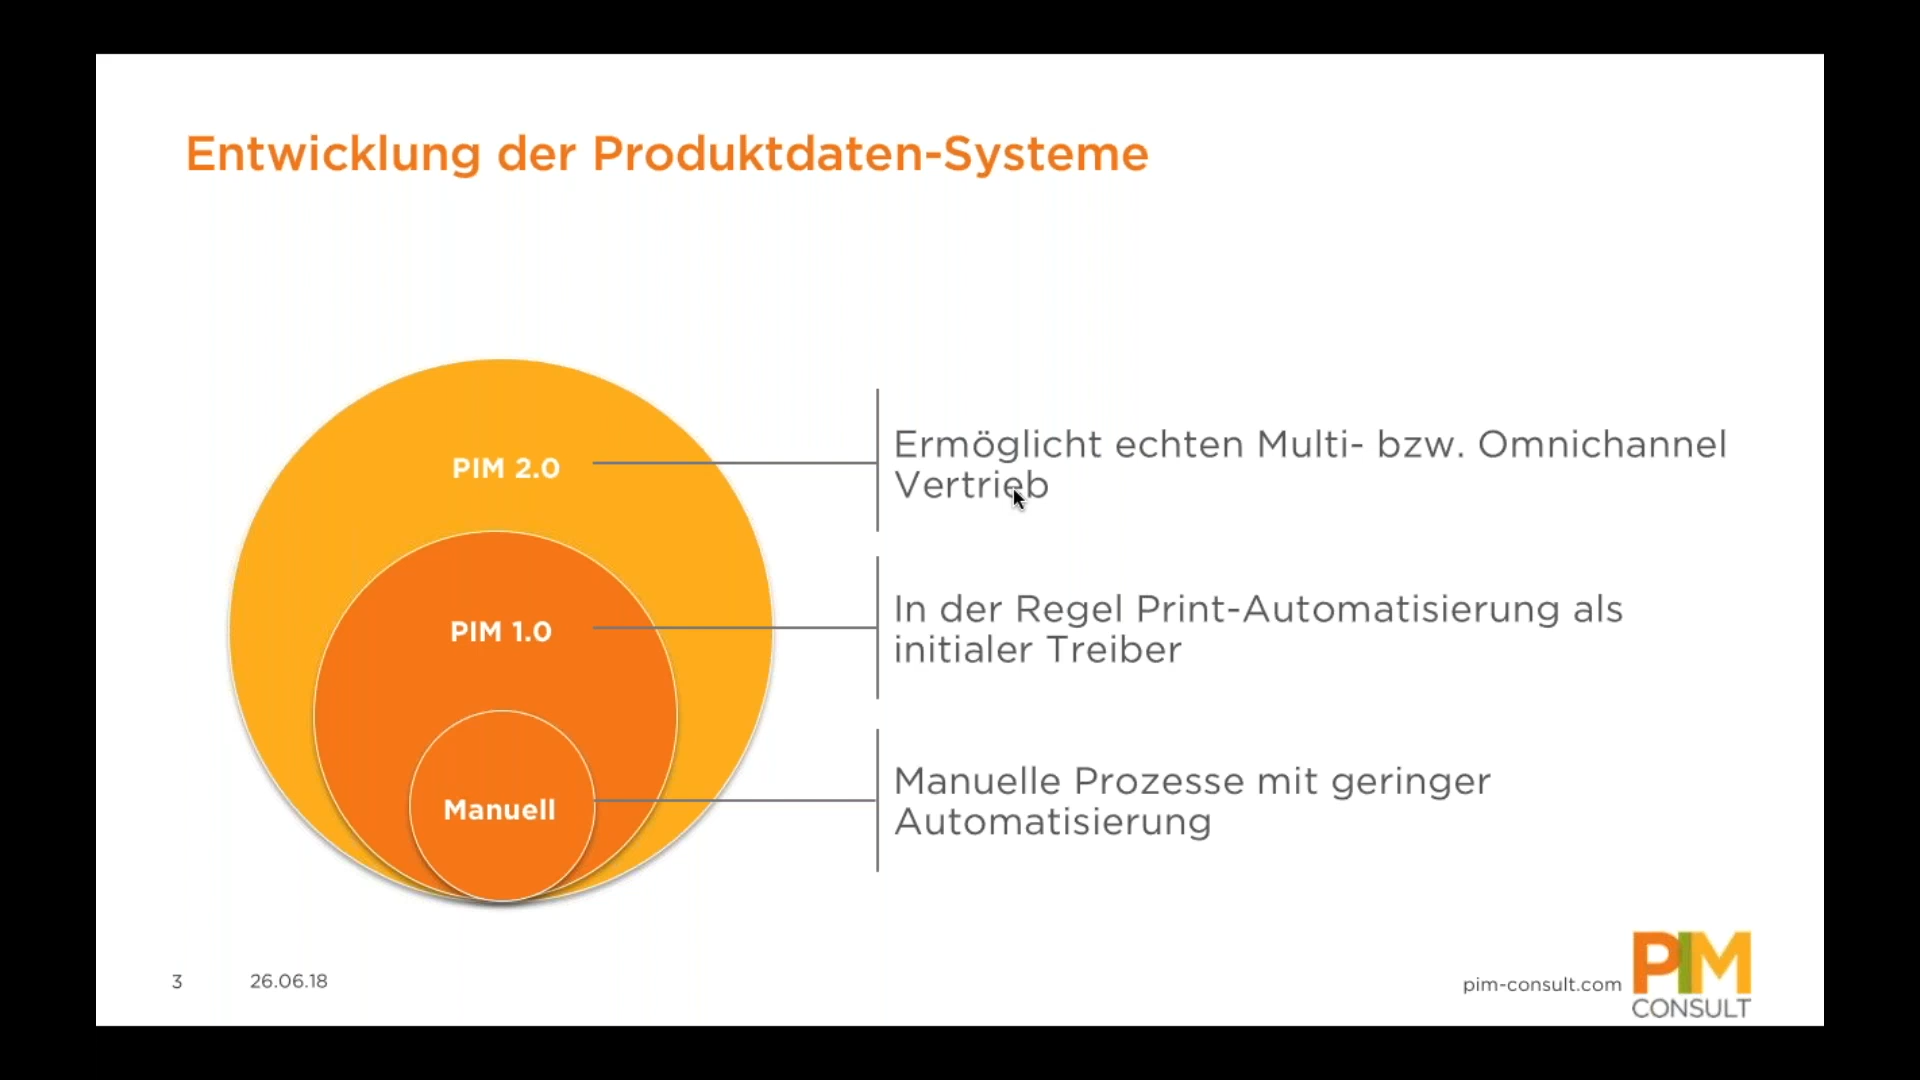 Entwicklung der Produktdaten-Systeme
PIM 2.0
Ermöglicht echten Multi- bzw. Omnichannel
Vertrieb
PIM 1.0
In der Regel Print-Automatisierung als
initialer Treiber
Manuell
Manuelle Prozesse mit geringer
Automatisierung
3
26.06.18
pim-consult.com
PIM
CONSULT